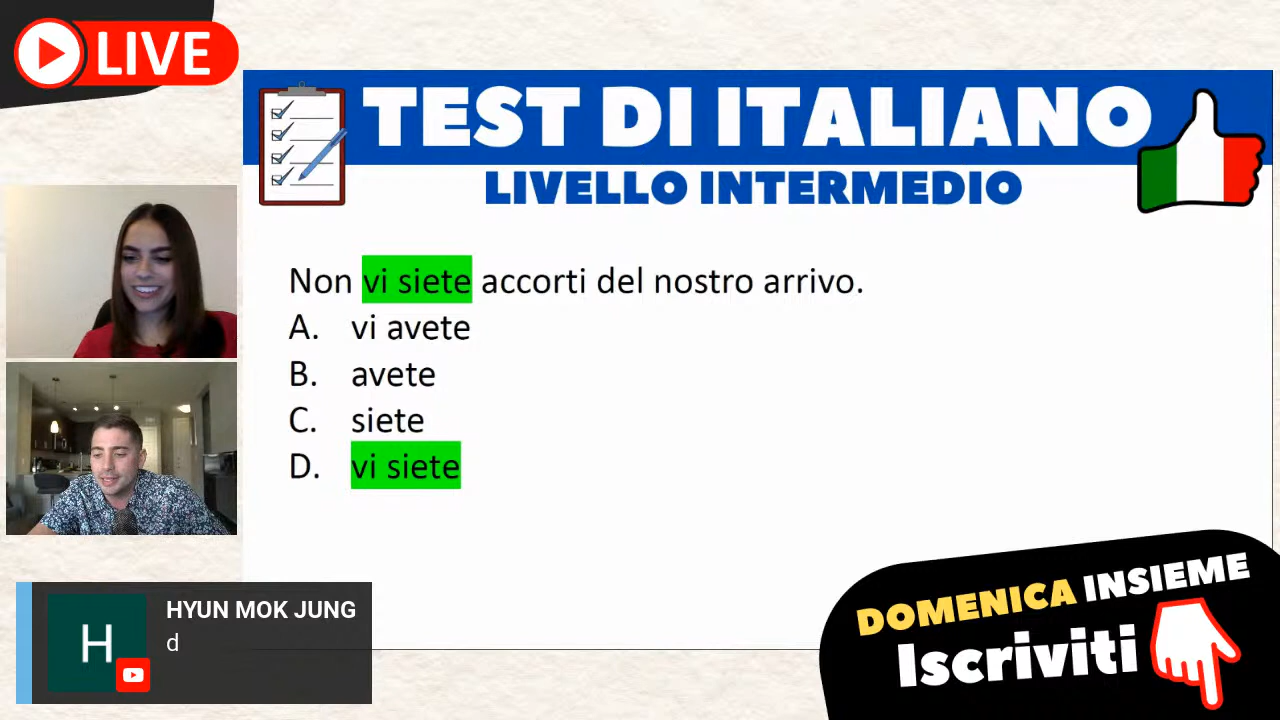 LIVE
TEST DI ITALIANO
LIVELLO INTERMEDIO
Non vi siete accorti del nostro arrivo.
A. vi avete
B. avete
C. siete
D. vi siete
H
HYUN MOK JUNG
d
DOMENICA INSIEME
Iscriviti